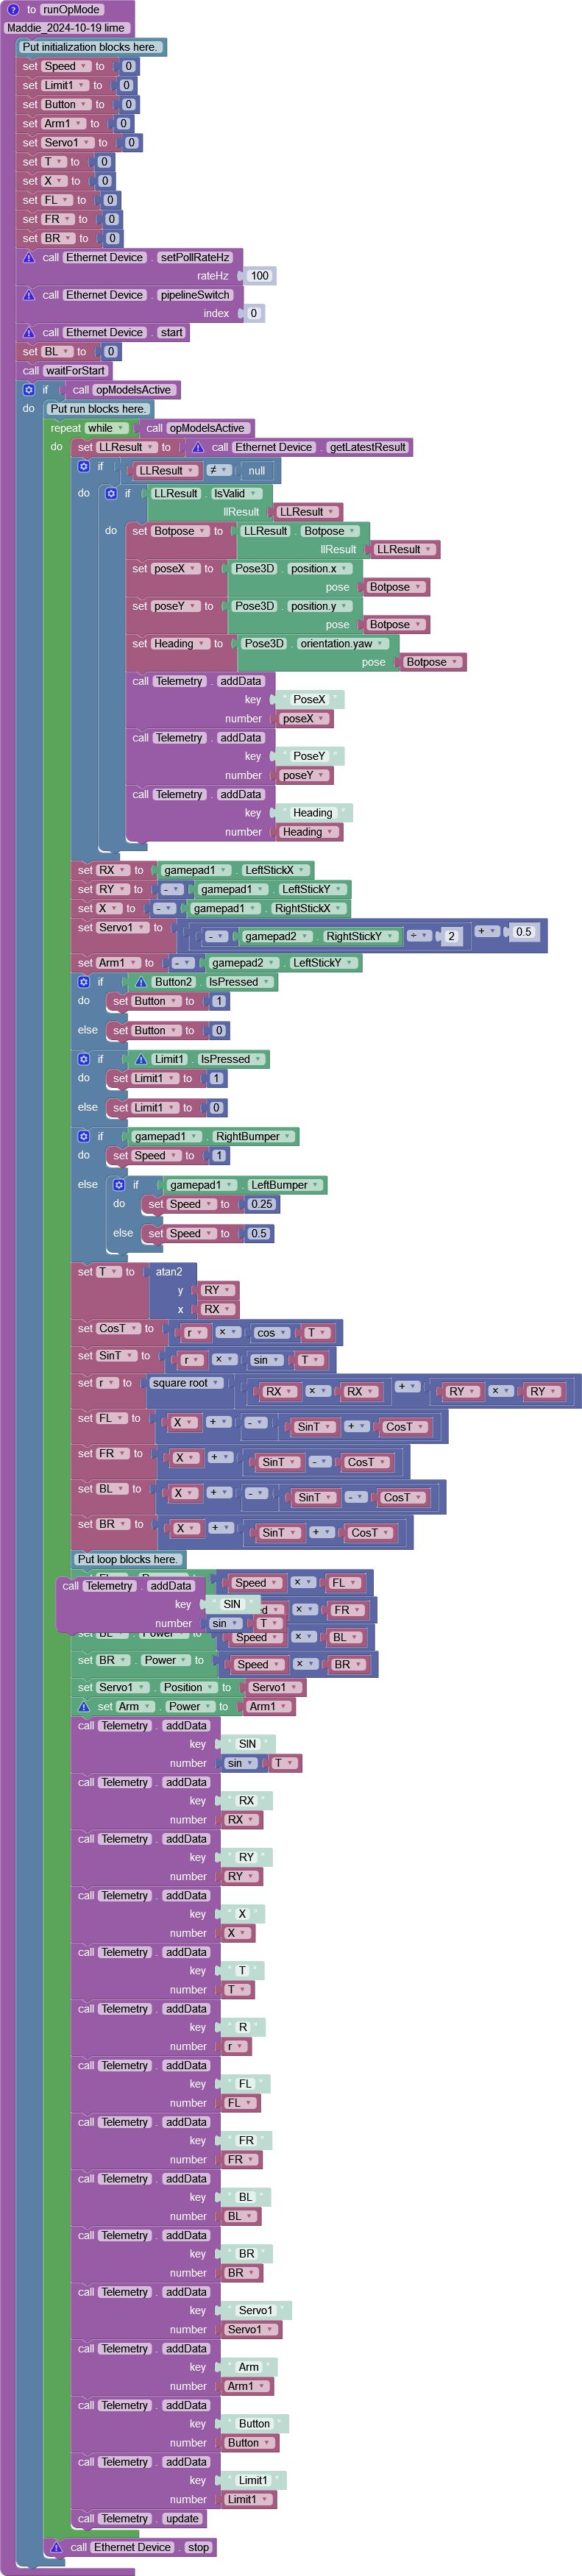 to runOpMode
Maddie_2024-10-19 lime
Put initialization blocks here.
set Speed to 0
set Limit1 to 0
set Button to 0
set Arm1 to 0
set Servo1 to 0
set T to 0
set X to 0
set FL to 0
set FR to 0
set BR to 0
call Ethernet Device . setPollRateHz
rateHz 100
call Ethernet Device . pipelineSwitch
index 0
call Ethernet Device . start
set BL to 0
call waitForStart
if call opModeIsActive
do Put run blocks here.
repeat while call opModeIsActive
do set LLResult to call Ethernet Device . getLatestResult
if LLResult ≠ null
do if LLResult . IsValid
llResult LLResult
do set Botpose to LLResult . Botpose
llResult LLResult
set poseX to Pose3D . position.x
pose Botpose
set poseY to Pose3D . position.y
pose Botpose
set Heading to Pose3D . orientation.yaw
pose Botpose
call Telemetry . addData
key “ PoseX ”
number poseX
call Telemetry . addData
key “ PoseY ”
number poseY
call Telemetry . addData
key “ Heading ”
number Heading
set RX to gamepad1 . LeftStickX
set RY to - gamepad1 . LeftStickY
set X to - gamepad1 . RightStickX
set Servo1 to - gamepad2 . RightStickY ÷ 2 + 0.5
set Arm1 to - gamepad2 . LeftStickY
if Button2 . IsPressed
do set Button to 1
else set Button to 0
if Limit1 . IsPressed
do set Limit1 to 1
else set Limit1 to 0
if gamepad1 . RightBumper
do set Speed to 1
else if gamepad1 . LeftBumper
do set Speed to 0.25
else set Speed to 0.5
set T to atan2
y RY
x RX
set CosT to r × cos T
set SinT to r × sin T
set r to square root RX × RX + RY × RY
set FL to X + - SinT + CosT
set FR to X + SinT - CosT
set BL to X + - SinT - CosT
set BR to X + SinT + CosT
Put loop blocks here.
Speed × FL
call Telemetry . addData
key “ SIN ”
× FR
number sin T
set BL . Power to Speed × BL
set BR . Power to Speed × BR
set Servo1 . Position to Servo1
set Arm . Power to Arm1
call Telemetry . addData
key “ SIN ”
number sin T
call Telemetry . addData
key “ RX ”
number RX
call Telemetry . addData
key “ RY ”
number RY
call Telemetry . addData
key “ X ”
number X
call Telemetry . addData
key “ T ”
number T
call Telemetry . addData
key “ R ”
number r
call Telemetry . addData
key “ FL ”
number FL
call Telemetry . addData
key “ FR ”
number FR
call Telemetry . addData
key “ BL ”
number BL
call Telemetry . addData
key “ BR ”
number BR
call Telemetry . addData
key “ Servo1 ”
number Servo1
call Telemetry . addData
key “ Arm ”
number Arm1
call Telemetry . addData
key “ Button ”
number Button
call Telemetry . addData
key “ Limit1 ”
number Limit1
call Telemetry . update
call Ethernet Device . stop